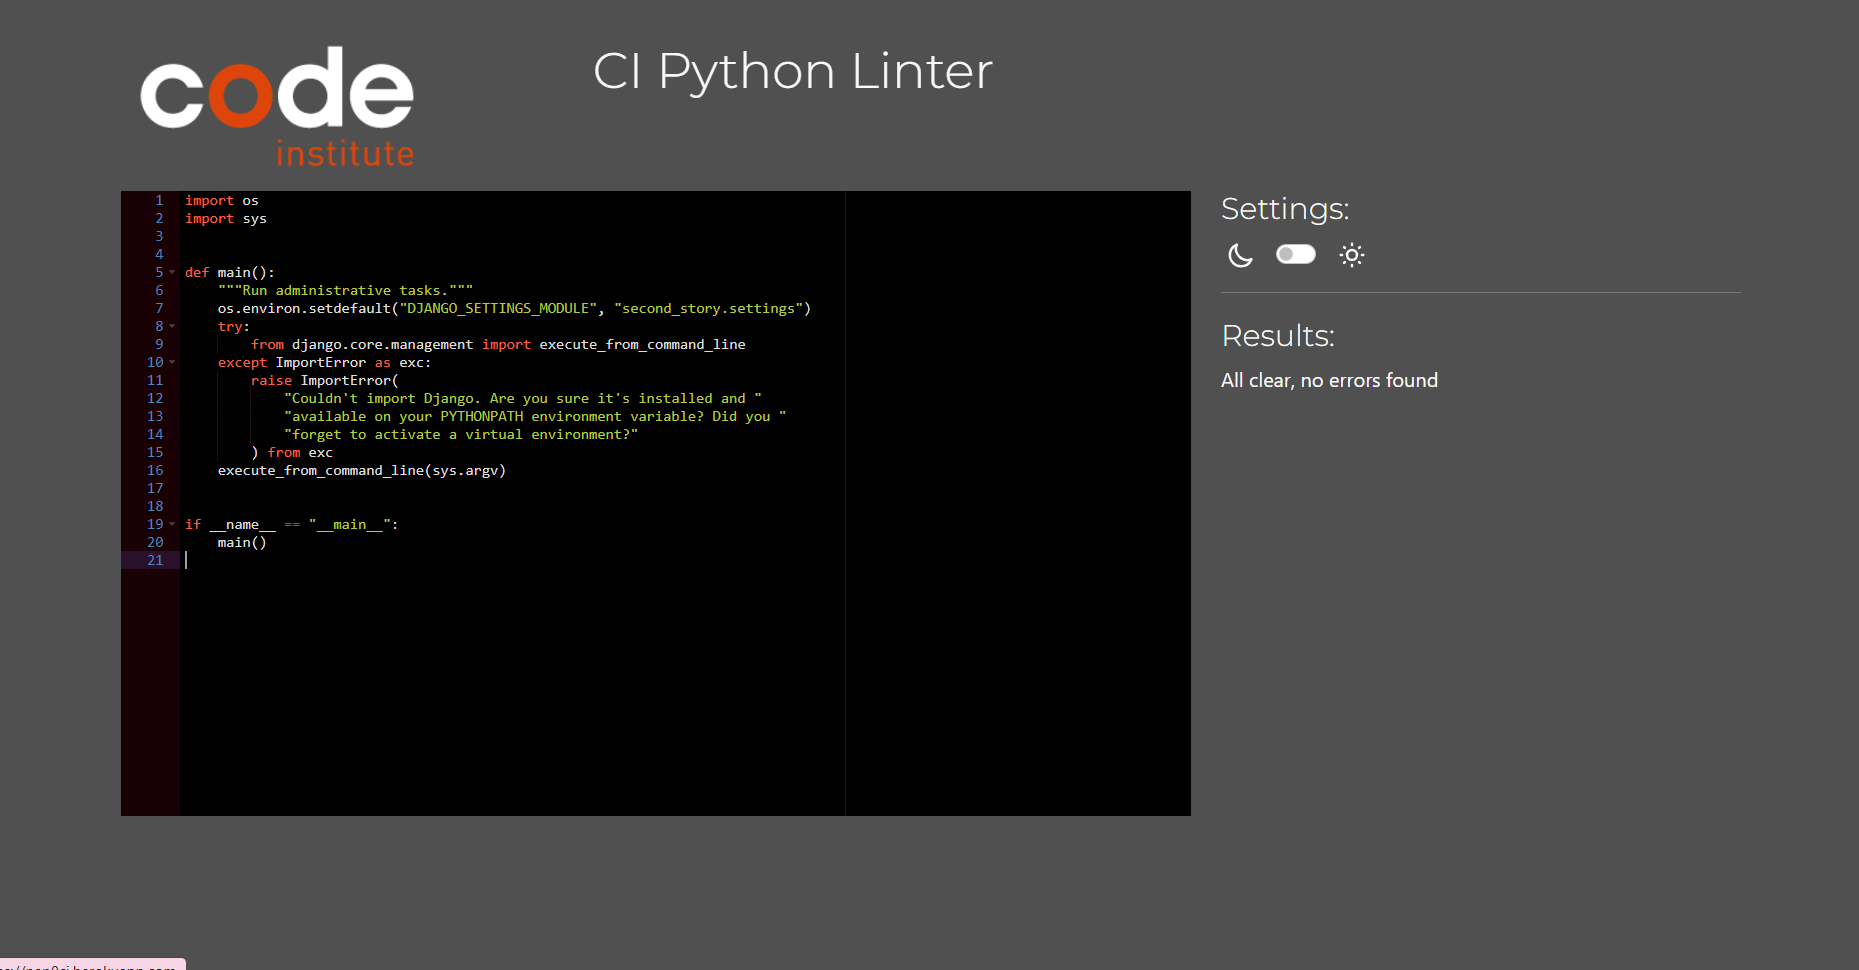 code
institute
CI Python Linter
1 import os
2 import sys
3
4
5 def main():
6 """Run administrative tasks."""
7 os.environ.setdefault("DJANGO_SETTINGS_MODULE", "second_story.settings")
8 try:
9 from django.core.management import execute_from_command_line
10 except ImportError as exc:
11 raise ImportError(
12 "Couldn't import Django. Are you sure it's installed and "
13 "available on your PYTHONPATH environment variable? Did you "
14 "forget to activate a virtual environment?"
15 ) from exc
16 execute_from_command_line(sys.argv)
17
18
19 if __name__ == "__main__":
20 main()
21
Settings:
Results:
All clear, no errors found